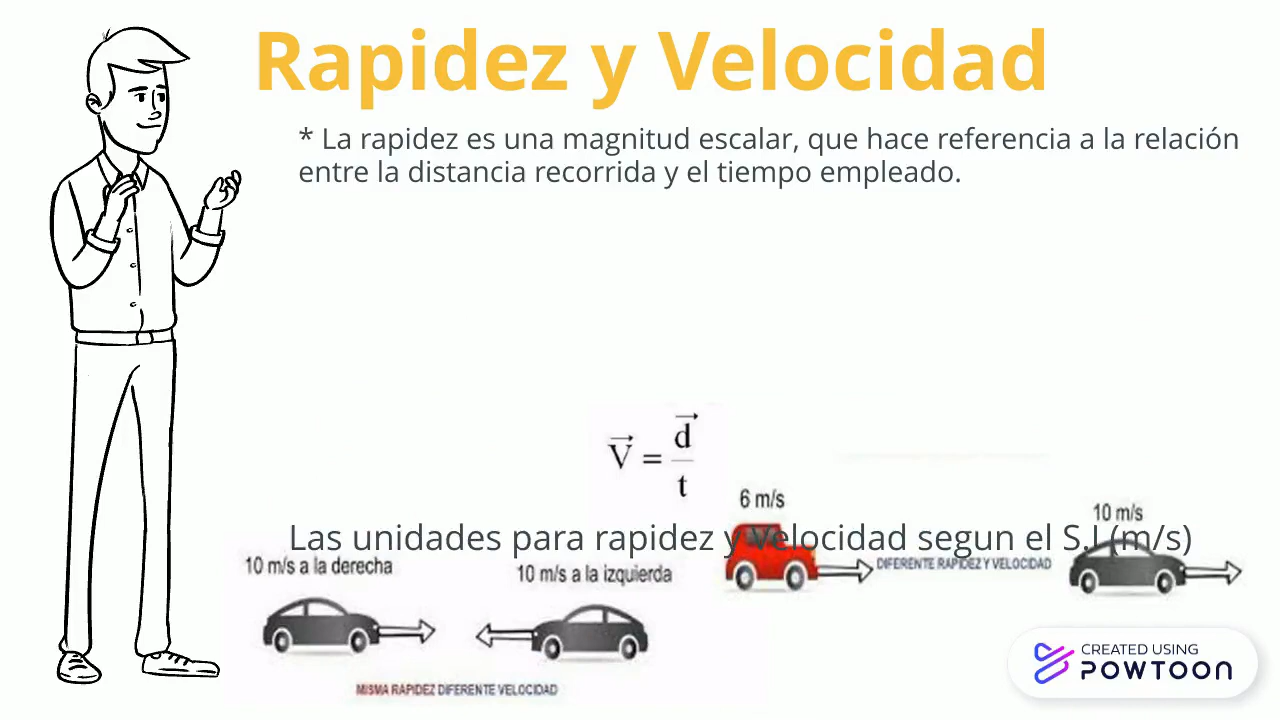 Rapidez y Velocidad
* La rapidez es una magnitud escalar, que hace referencia a la relación
entre la distancia recorrida y el tiempo empleado.
V = d
t
6 m/s
10 m/s
Las unidades para rapidez y velocidad segun el S.I (m/s)
10 m/s a la derecha
10 m/s a la izquierda
DIFERENTE RAPIDEZ Y VELOCIDAD
MISMA RAPIDEZ DIFERENTE VELOCIDAD
CREATED USING
POWTOON